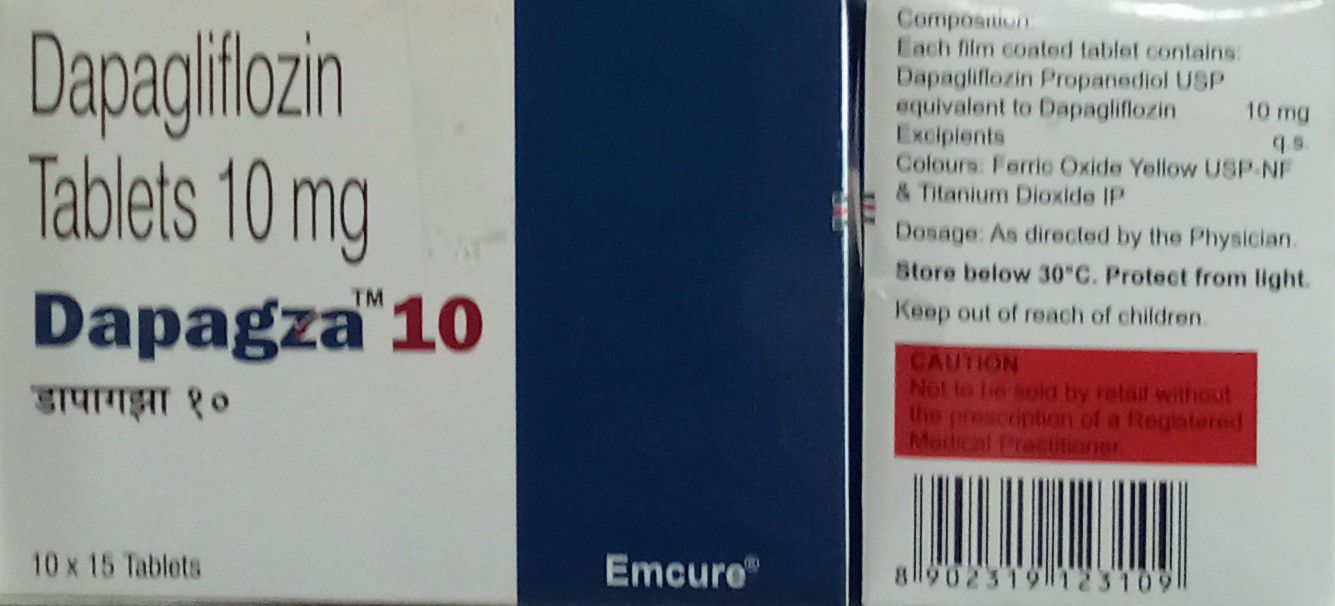 Dapagliflozin
Tablets 10 mg
Dapagza™ 10
डापागझा १०
10 x 15 Tablets
Emcure®
Composition:
Each film coated tablet contains:
Dapagliflozin Propanediol USP
equivalent to Dapagliflozin 10 mg
Excipients q.s.
Colours: Ferric Oxide Yellow USP-NF
& Titanium Dioxide IP
Dosage: As directed by the Physician.
Store below 30°C. Protect from light.
Keep out of reach of children.
CAUTION
Not to be sold by retail without
the prescription of a Registered
Medical Practitioner.
8 902319 123109